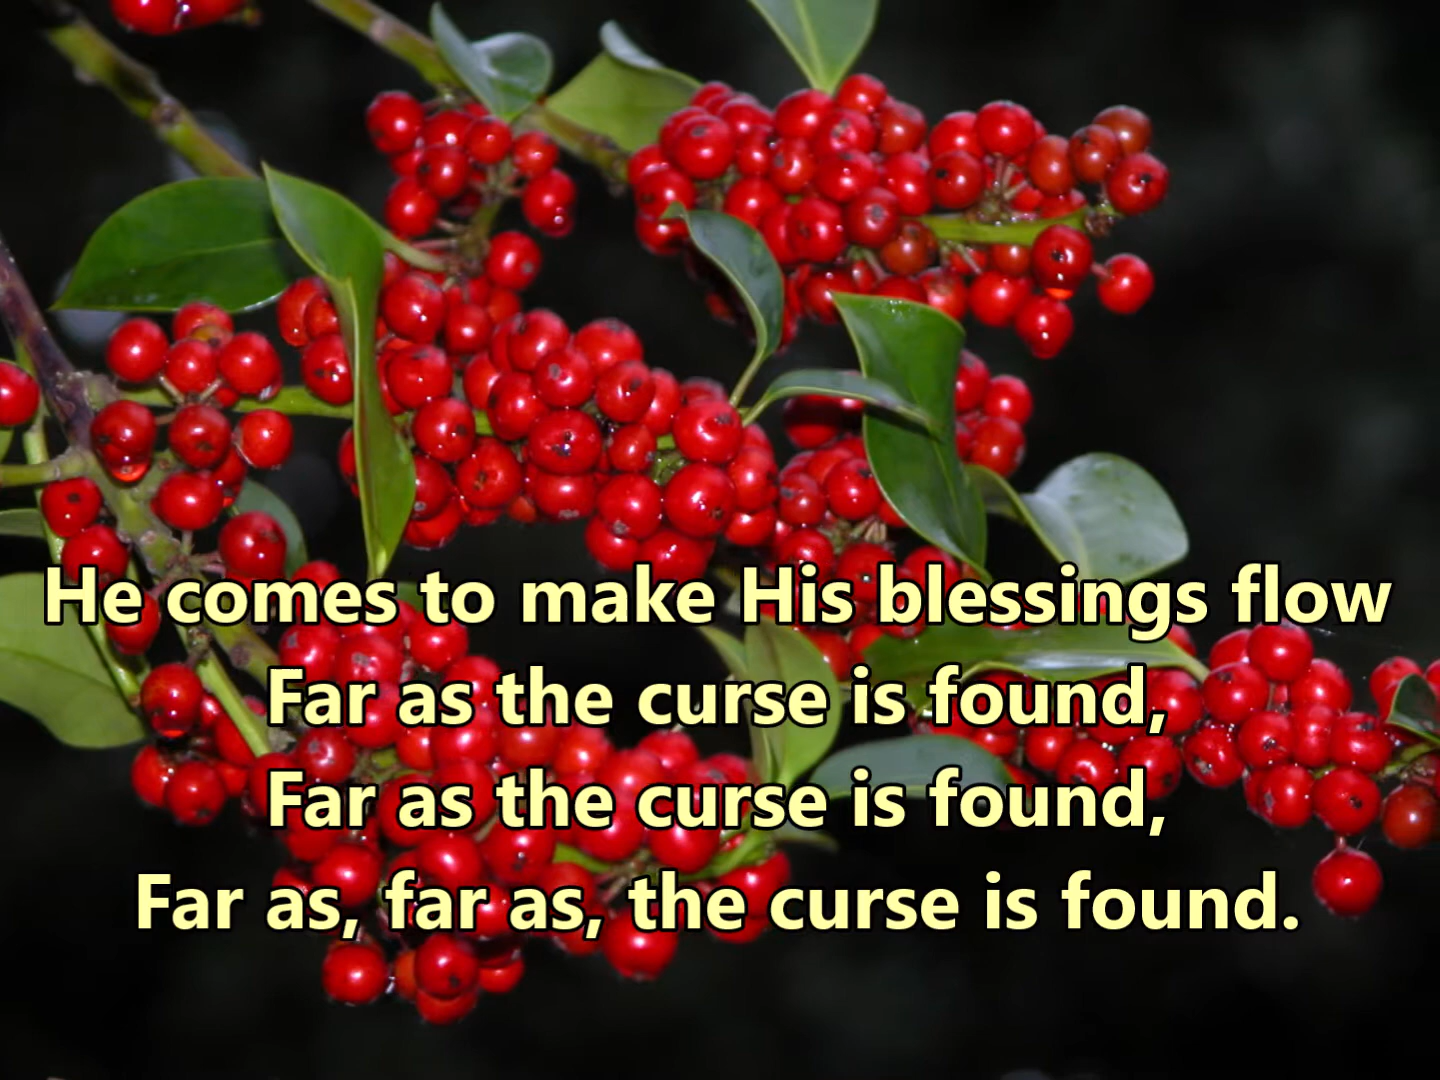 He comes to make His blessings flow
Far as the curse is found,
Far as the curse is found,
Far as, far as, the curse is found.